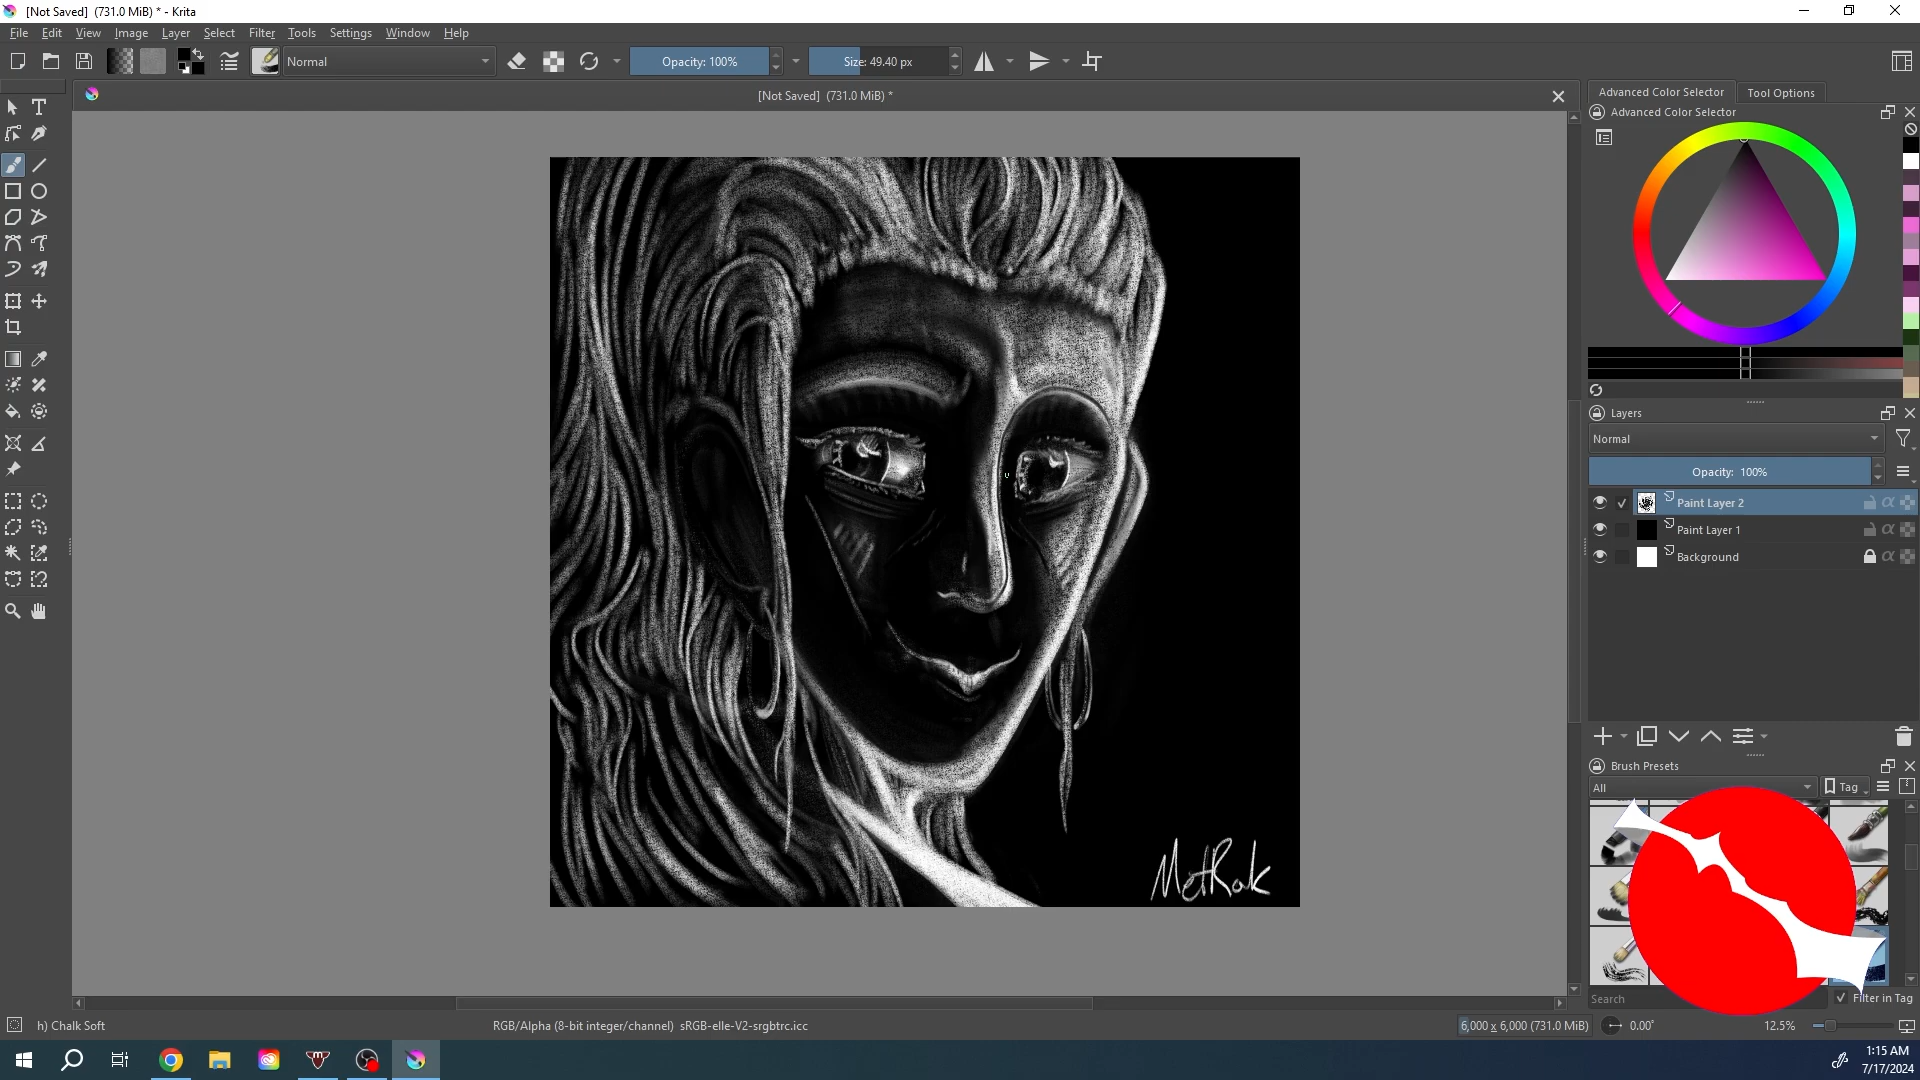 [Not Saved]  (731.0 MiB) * - Krita
File Edit View Image Layer Select Filter Tools Settings Window Help
Normal Opacity: 100% Size: 49.40 px
[Not Saved]  (731.0 MiB) *
Advanced Color Selector Tool Options
Advanced Color Selector
Layers
Normal
Opacity:  100%
Paint Layer 2
Paint Layer 1
Background
Brush Presets
All Tag
MetRak
Search Filter in Tag
h) Chalk Soft RGB/Alpha (8-bit integer/channel)  sRGB-elle-V2-srgbtrc.icc 6,000 x 6,000 (731.0 MiB) 0.00° 12.5%
1:15 AM
7/17/2024